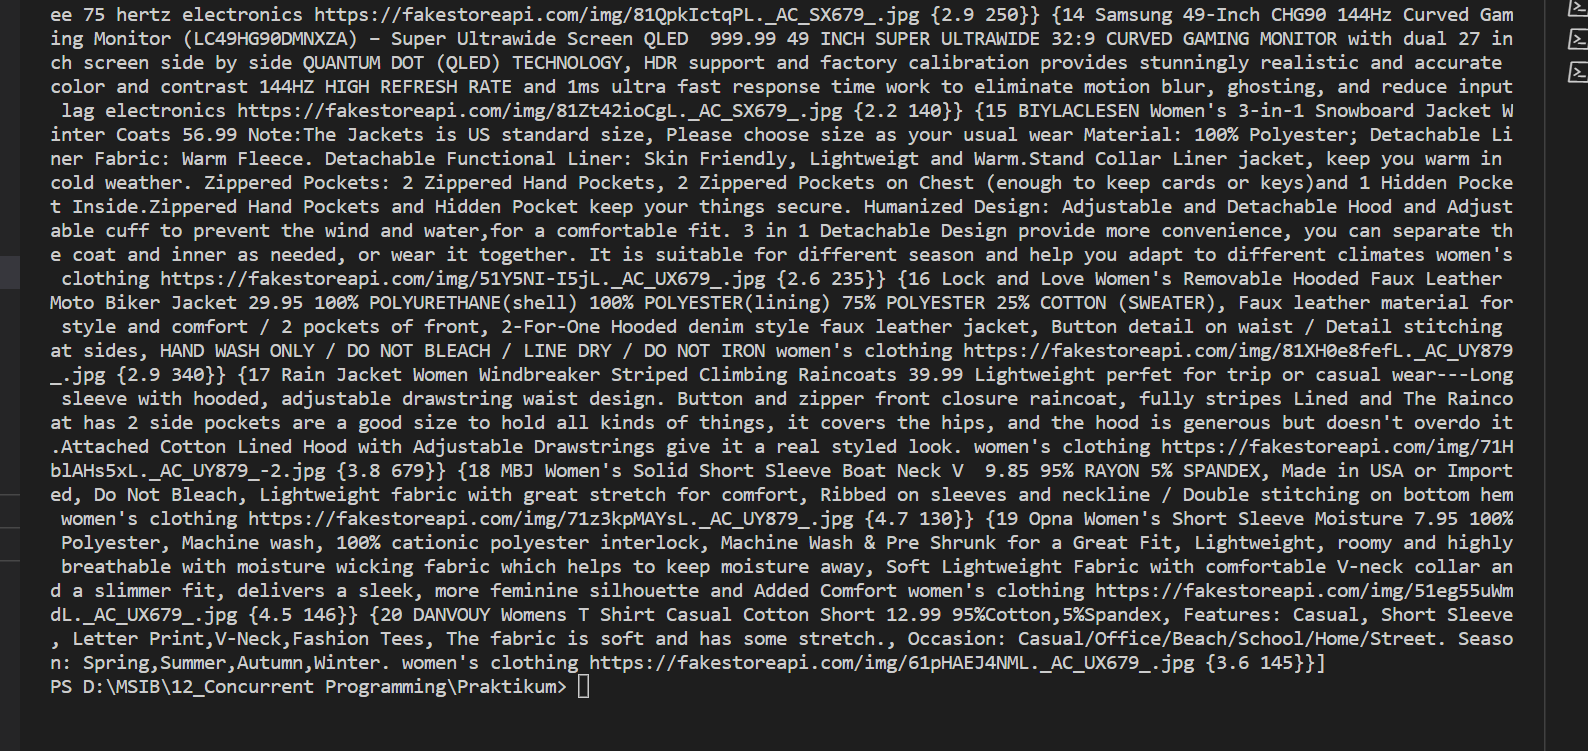 ee 75 hertz electronics https://fakestoreapi.com/img/81QpkIctqPL._AC_SX679_.jpg {2.9 250}} {14 Samsung 49-Inch CHG90 144Hz Curved Gam
ing Monitor (LC49HG90DMNXZA) – Super Ultrawide Screen QLED  999.99 49 INCH SUPER ULTRAWIDE 32:9 CURVED GAMING MONITOR with dual 27 in
ch screen side by side QUANTUM DOT (QLED) TECHNOLOGY, HDR support and factory calibration provides stunningly realistic and accurate
color and contrast 144HZ HIGH REFRESH RATE and 1ms ultra fast response time work to eliminate motion blur, ghosting, and reduce input
 lag electronics https://fakestoreapi.com/img/81Zt42ioCgL._AC_SX679_.jpg {2.2 140}} {15 BIYLACLESEN Women's 3-in-1 Snowboard Jacket W
inter Coats 56.99 Note:The Jackets is US standard size, Please choose size as your usual wear Material: 100% Polyester; Detachable Li
ner Fabric: Warm Fleece. Detachable Functional Liner: Skin Friendly, Lightweigt and Warm.Stand Collar Liner jacket, keep you warm in
cold weather. Zippered Pockets: 2 Zippered Hand Pockets, 2 Zippered Pockets on Chest (enough to keep cards or keys)and 1 Hidden Pocke
t Inside.Zippered Hand Pockets and Hidden Pocket keep your things secure. Humanized Design: Adjustable and Detachable Hood and Adjust
able cuff to prevent the wind and water,for a comfortable fit. 3 in 1 Detachable Design provide more convenience, you can separate th
e coat and inner as needed, or wear it together. It is suitable for different season and help you adapt to different climates women's
 clothing https://fakestoreapi.com/img/51Y5NI-I5jL._AC_UX679_.jpg {2.6 235}} {16 Lock and Love Women's Removable Hooded Faux Leather
Moto Biker Jacket 29.95 100% POLYURETHANE(shell) 100% POLYESTER(lining) 75% POLYESTER 25% COTTON (SWEATER), Faux leather material for
 style and comfort / 2 pockets of front, 2-For-One Hooded denim style faux leather jacket, Button detail on waist / Detail stitching
at sides, HAND WASH ONLY / DO NOT BLEACH / LINE DRY / DO NOT IRON women's clothing https://fakestoreapi.com/img/81XH0e8fefL._AC_UY879
_.jpg {2.9 340}} {17 Rain Jacket Women Windbreaker Striped Climbing Raincoats 39.99 Lightweight perfet for trip or casual wear---Long
 sleeve with hooded, adjustable drawstring waist design. Button and zipper front closure raincoat, fully stripes Lined and The Rainco
at has 2 side pockets are a good size to hold all kinds of things, it covers the hips, and the hood is generous but doesn't overdo it
.Attached Cotton Lined Hood with Adjustable Drawstrings give it a real styled look. women's clothing https://fakestoreapi.com/img/71H
blAHs5xL._AC_UY879_-2.jpg {3.8 679}} {18 MBJ Women's Solid Short Sleeve Boat Neck V  9.85 95% RAYON 5% SPANDEX, Made in USA or Import
ed, Do Not Bleach, Lightweight fabric with great stretch for comfort, Ribbed on sleeves and neckline / Double stitching on bottom hem
 women's clothing https://fakestoreapi.com/img/71z3kpMAYsL._AC_UY879_.jpg {4.7 130}} {19 Opna Women's Short Sleeve Moisture 7.95 100%
 Polyester, Machine wash, 100% cationic polyester interlock, Machine Wash & Pre Shrunk for a Great Fit, Lightweight, roomy and highly
 breathable with moisture wicking fabric which helps to keep moisture away, Soft Lightweight Fabric with comfortable V-neck collar an
d a slimmer fit, delivers a sleek, more feminine silhouette and Added Comfort women's clothing https://fakestoreapi.com/img/51eg55uWm
dL._AC_UX679_.jpg {4.5 146}} {20 DANVOUY Womens T Shirt Casual Cotton Short 12.99 95%Cotton,5%Spandex, Features: Casual, Short Sleeve
, Letter Print,V-Neck,Fashion Tees, The fabric is soft and has some stretch., Occasion: Casual/Office/Beach/School/Home/Street. Seaso
n: Spring,Summer,Autumn,Winter. women's clothing https://fakestoreapi.com/img/61pHAEJ4NML._AC_UX679_.jpg {3.6 145}}]
PS D:\MSIB\12_Concurrent Programming\Praktikum>